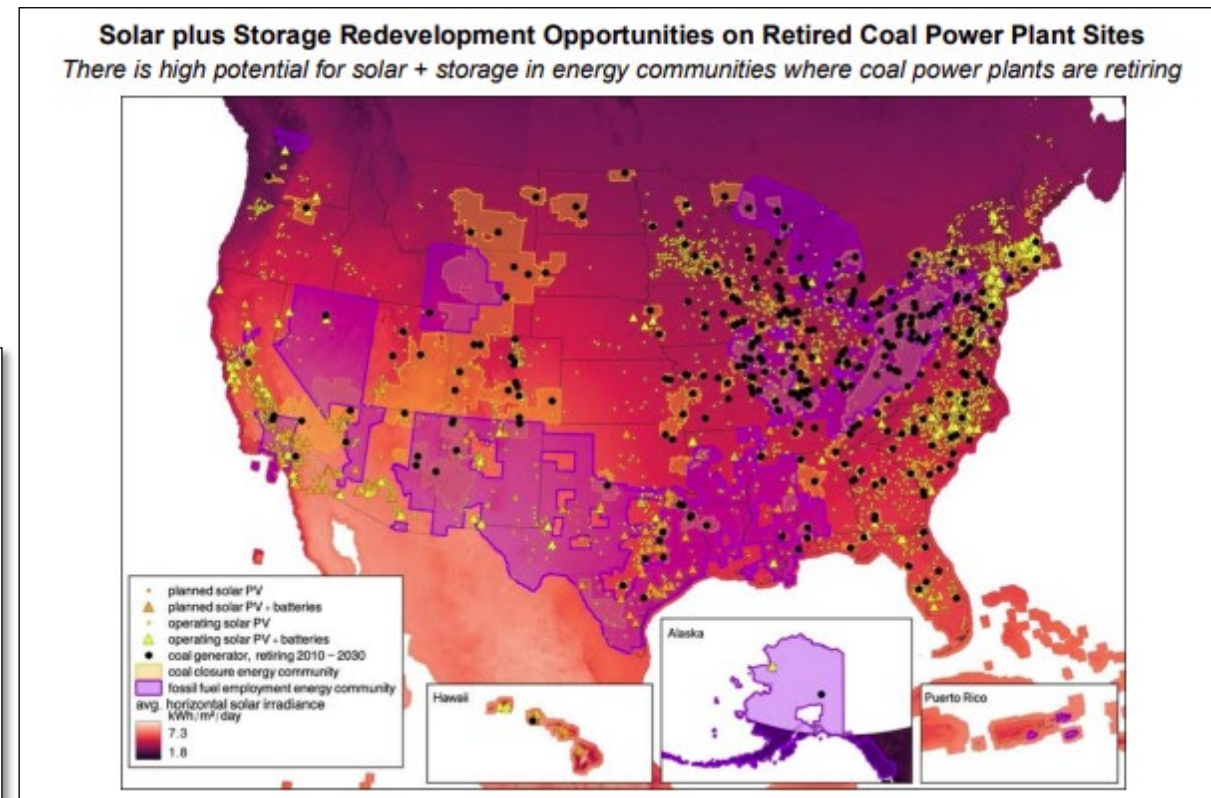 Solar plus Storage Redevelopment Opportunities on Retired Coal Power Plant Sites
There is high potential for solar + storage in energy communities where coal power plants are retiring
planned solar PV
planned solar PV + batteries
operating solar PV
operating solar PV + batteries
coal generator, retiring 2010 – 2030
coal closure energy community
fossil fuel employment energy community
avg. horizontal solar irradiance
kWh/m²/day
7.3
1.8
Hawaii
Alaska
Puerto Rico